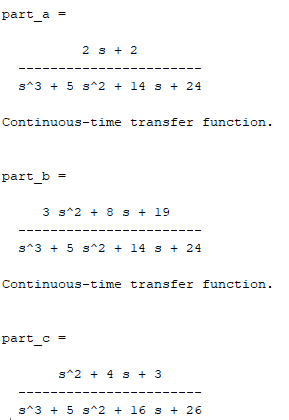 part_a =
2 s + 2
-----------------------
s^3 + 5 s^2 + 14 s + 24
Continuous-time transfer function.
part_b =
3 s^2 + 8 s + 19
-----------------------
s^3 + 5 s^2 + 14 s + 24
Continuous-time transfer function.
part_c =
s^2 + 4 s + 3
-----------------------
s^3 + 5 s^2 + 16 s + 26